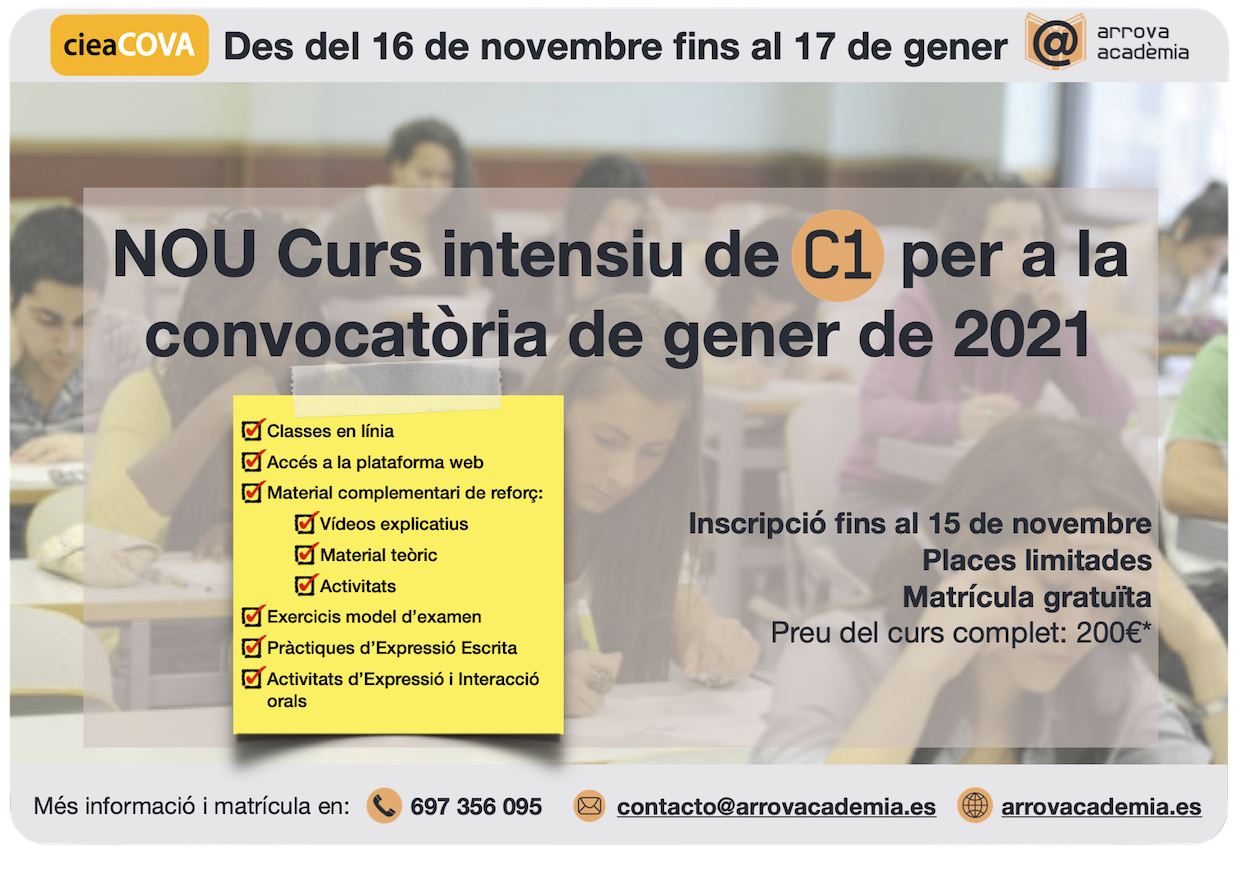 cieaCOVA Des del 16 de novembre fins al 17 de gener
@ arrova
acadèmia
NOU Curs intensiu de C1 per a la
convocatòria de gener de 2021
Classes en línia
Accés a la plataforma web
Material complementari de reforç:
Vídeos explicatius
Material teòric
Activitats
Exercicis model d’examen
Pràctiques d’Expressió Escrita
Activitats d’Expressió i Interacció
orals
Inscripció fins al 15 de novembre
Places limitades
Matrícula gratuïta
Preu del curs complet: 200€*
Més informació i matrícula en: 697 356 095 contacto@arrovacademia.es arrovacademia.es